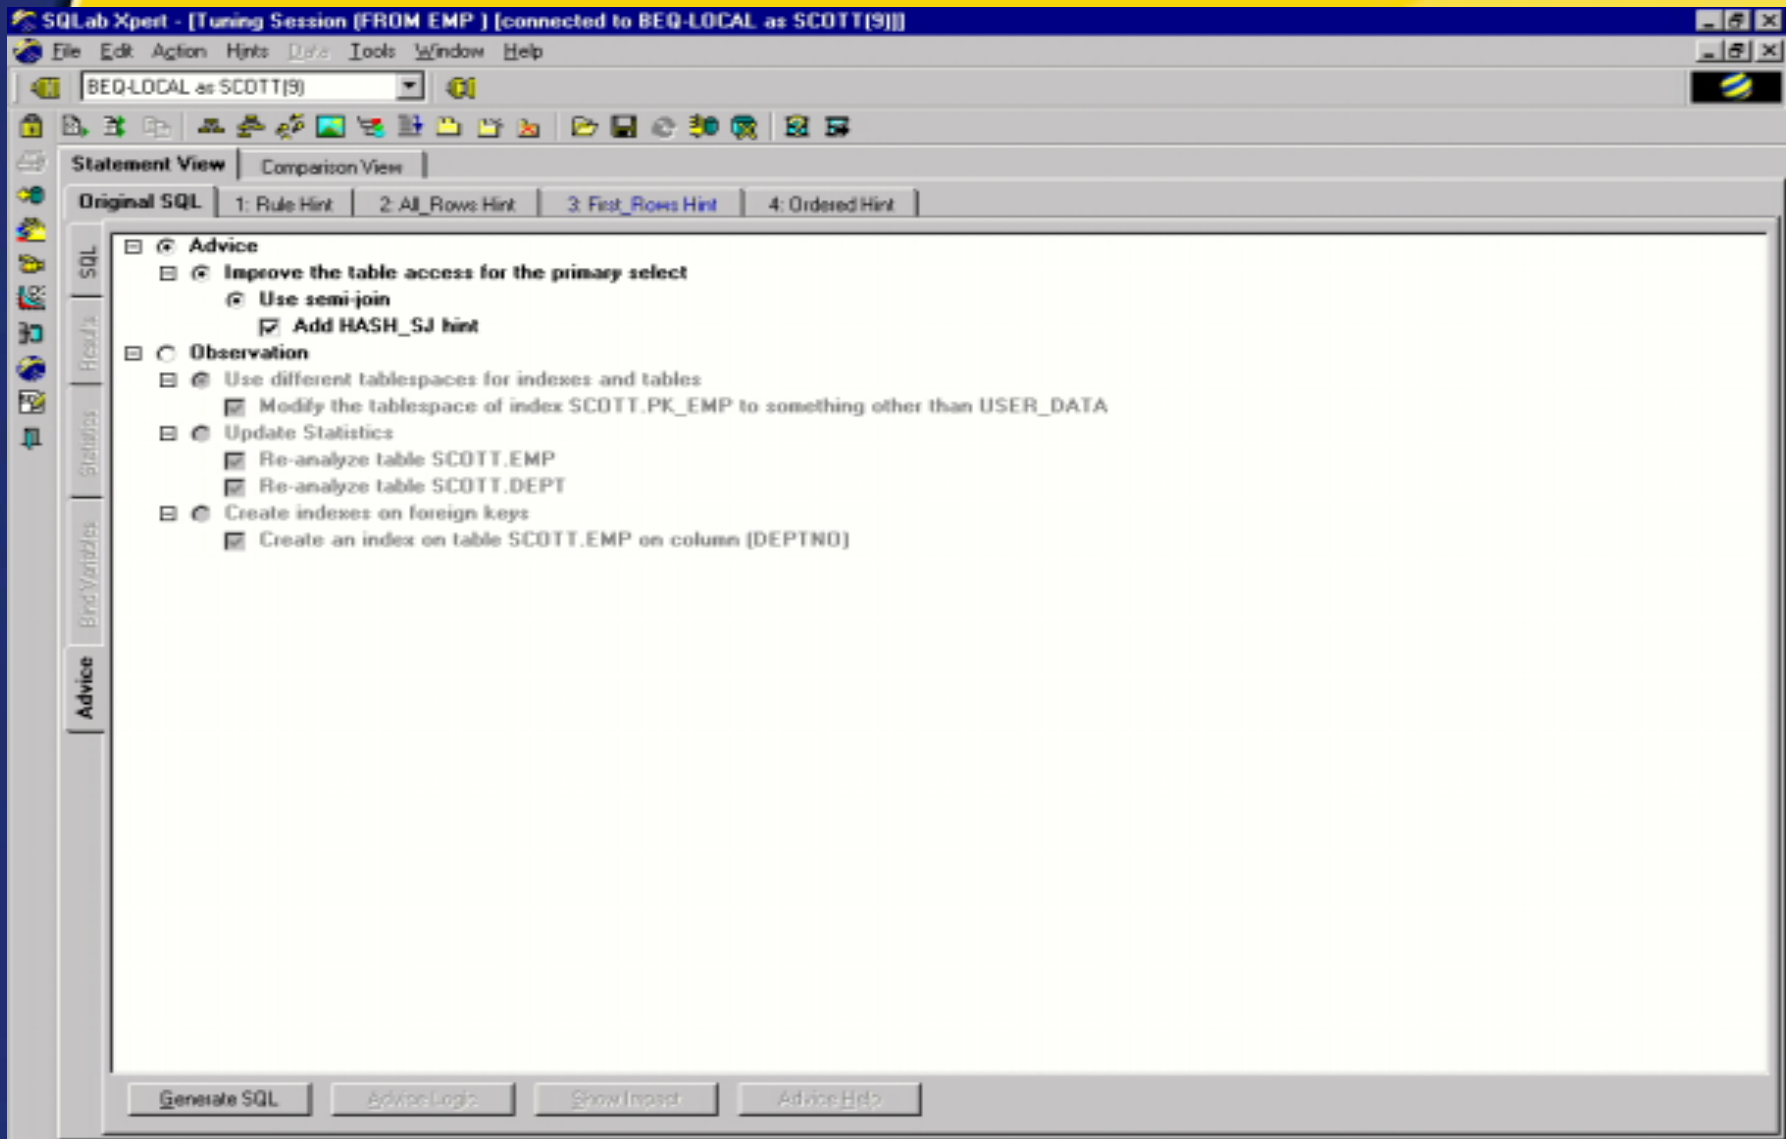 SQLab Xpert - [Tuning Session (FROM EMP ) [connected to BEQ-LOCAL as SCOTT(9)]]
File Edit Action Hints Data Tools Window Help
BEQ-LOCAL as SCOTT(9)
Statement View Comparison View
Original SQL 1: Rule Hint 2: All_Rows Hint 3: First_Rows Hint 4: Ordered Hint
SQL
Results
Statistics
Bind Variables
Advice
Advice
Improve the table access for the primary select
Use semi-join
Add HASH_SJ hint
Observation
Use different tablespaces for indexes and tables
Modify the tablespace of index SCOTT.PK_EMP to something other than USER_DATA
Update Statistics
Re-analyze table SCOTT.EMP
Re-analyze table SCOTT.DEPT
Create indexes on foreign keys
Create an index on table SCOTT.EMP on column (DEPTNO)
Generate SQL Advice Logic Show Impact Advice Help